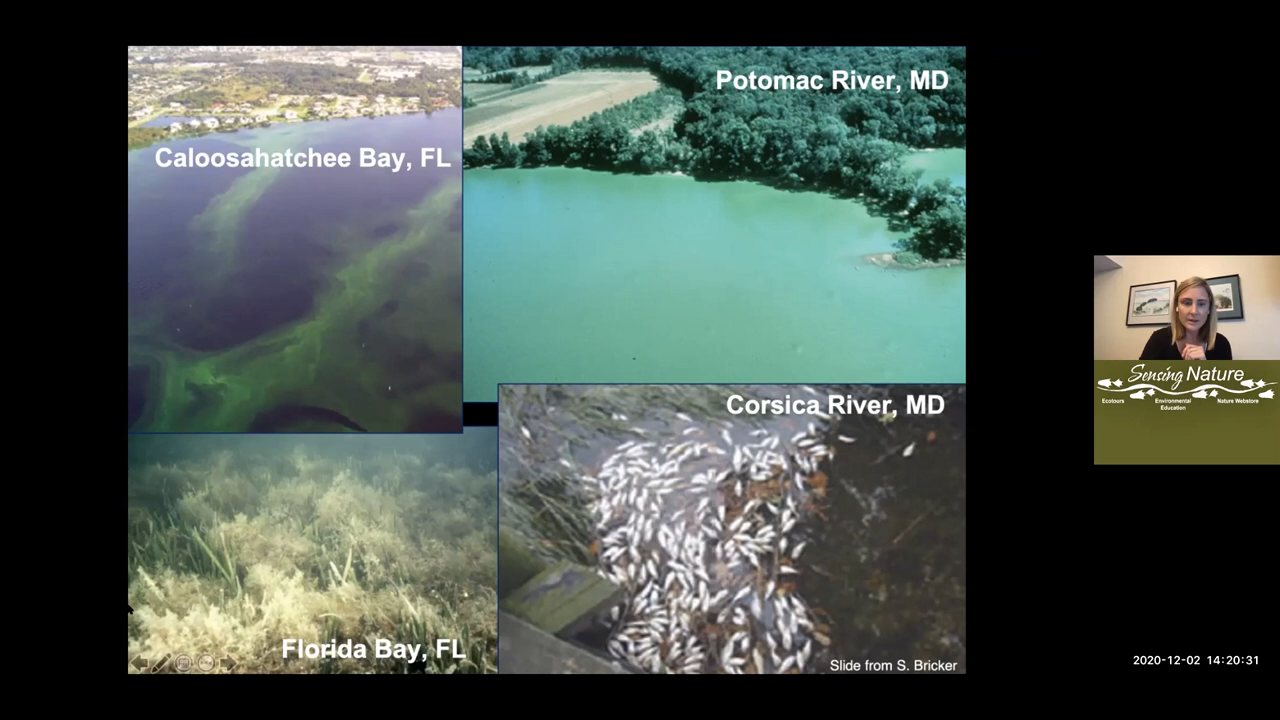 Potomac River, MD
Caloosahatchee Bay, FL
Corsica River, MD
Florida Bay, FL
Slide from S. Bricker
Sensing Nature
Ecotours
Environmental
Education
Nature Webstore
2020-12-02 14:20:31